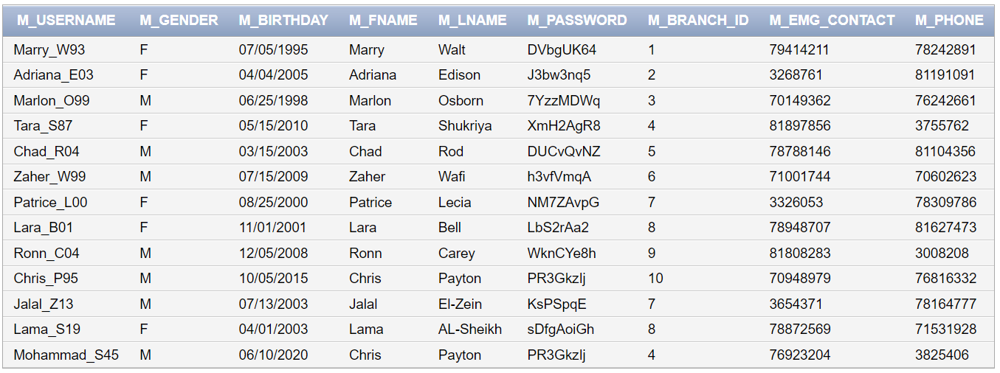 M_USERNAME M_GENDER M_BIRTHDAY M_FNAME M_LNAME M_PASSWORD M_BRANCH_ID M_EMG_CONTACT M_PHONE
Marry_W93 F 07/05/1995 Marry Walt DVbgUK64 1 79414211 78242891
Adriana_E03 F 04/04/2005 Adriana Edison J3bw3nq5 2 3268761 81191091
Marlon_O99 M 06/25/1998 Marlon Osborn 7YzzMDWq 3 70149362 76242661
Tara_S87 F 05/15/2010 Tara Shukriya XmH2AgR8 4 81897856 3755762
Chad_R04 M 03/15/2003 Chad Rod DUCvQvNZ 5 78788146 81104356
Zaher_W99 M 07/15/2009 Zaher Wafi h3vfVmqA 6 71001744 70602623
Patrice_L00 F 08/25/2000 Patrice Lecia NM7ZAvpG 7 3326053 78309786
Lara_B01 F 11/01/2001 Lara Bell LbS2rAa2 8 78948707 81627473
Ronn_C04 M 12/05/2008 Ronn Carey WknCYe8h 9 81808283 3008208
Chris_P95 M 10/05/2015 Chris Payton PR3GkzIj 10 70948979 76816332
Jalal_Z13 M 07/13/2003 Jalal El-Zein KsPSpqE 7 3654371 78164777
Lama_S19 F 04/01/2003 Lama AL-Sheikh sDfgAoiGh 8 78872569 71531928
Mohammad_S45 M 06/10/2020 Chris Payton PR3GkzIj 4 76923204 3825406